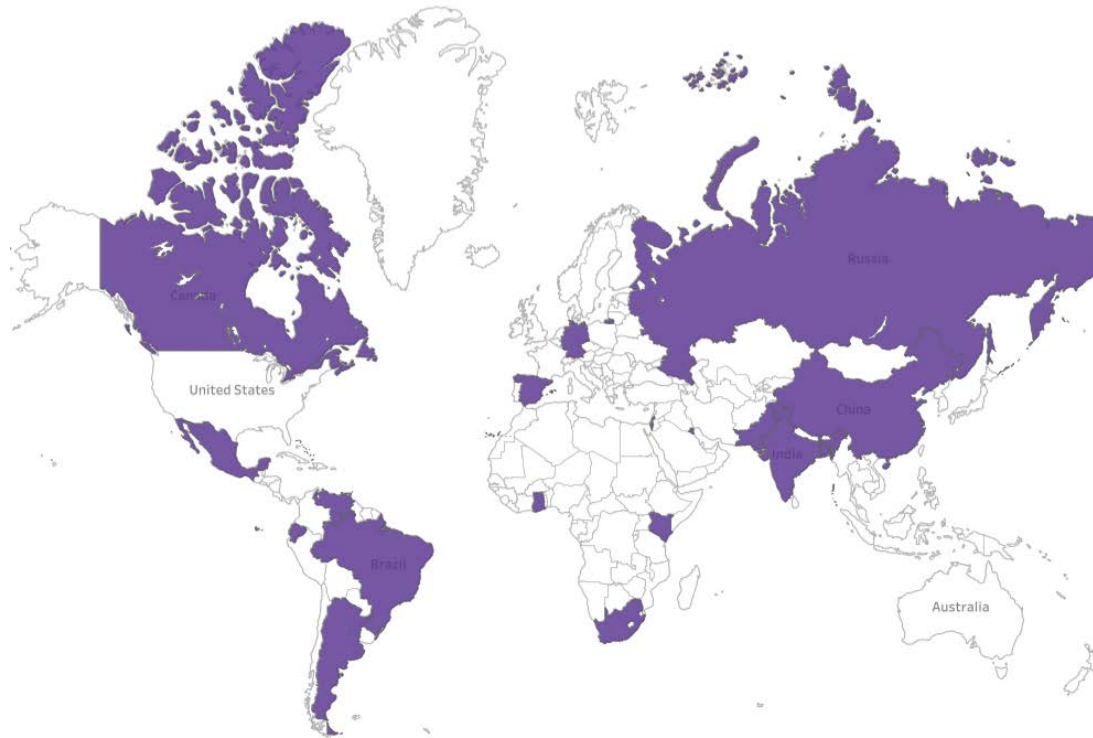 Russia
Canada
United States
China
India
Brazil
Australia